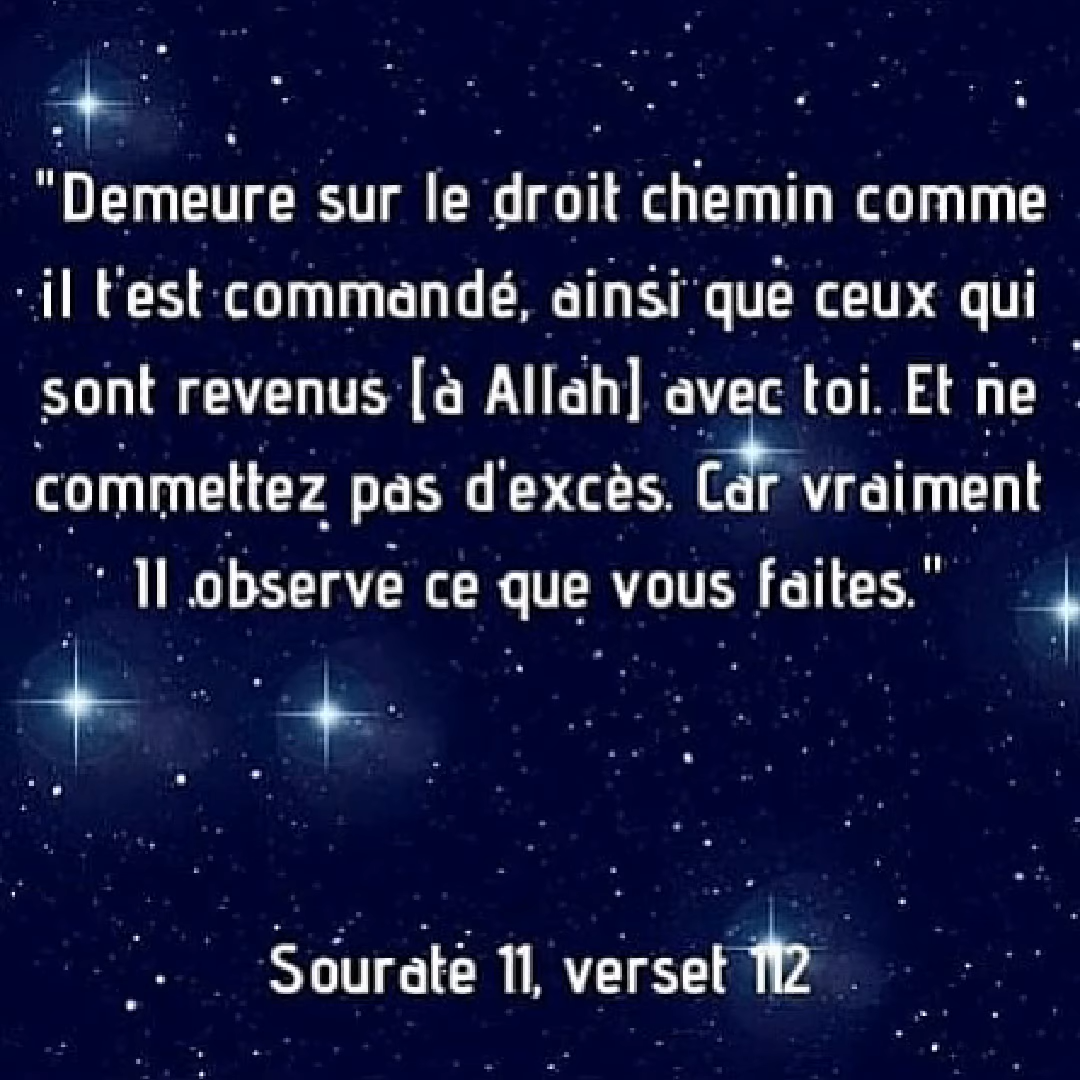 "Demeure sur le droit chemin comme
il t'est commandé, ainsi que ceux qui
sont revenus [à Allah] avec toi. Et ne
commettez pas d'excès. Car vraiment
Il observe ce que vous faites."
Sourate 11, verset 112